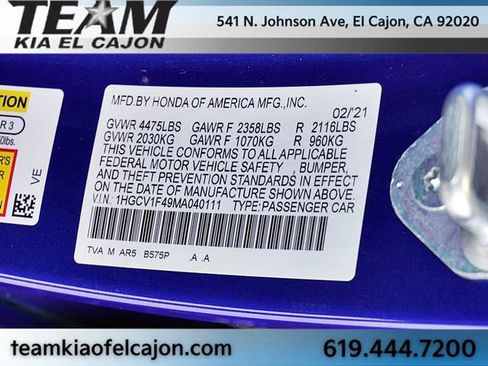 TEAM
KIA EL CAJON
541 N. Johnson Ave, El Cajon, CA 92020
MFD.BY HONDA OF AMERICA MFG.,INC.
02/'21
GVWR 4475LBS GAWR F 2358LBS R 2116LBS
GVWR 2030KG GAWR F 1070KG R 960KG
THIS VEHICLE CONFORMS TO ALL APPLICABLE
FEDERAL MOTOR VEHICLE SAFETY , BUMPER,
AND THEFT PREVENTION STANDARDS IN EFFECT
ON THE DATE OF MANUFACTURE SHOWN ABOVE.
V.I.N.: 1HGCV1F49MA040111 TYPE:PASSENGER CAR
TVA M AR5 B575P .A .A
VE
teamkiaofelcajon.com
619.444.7200